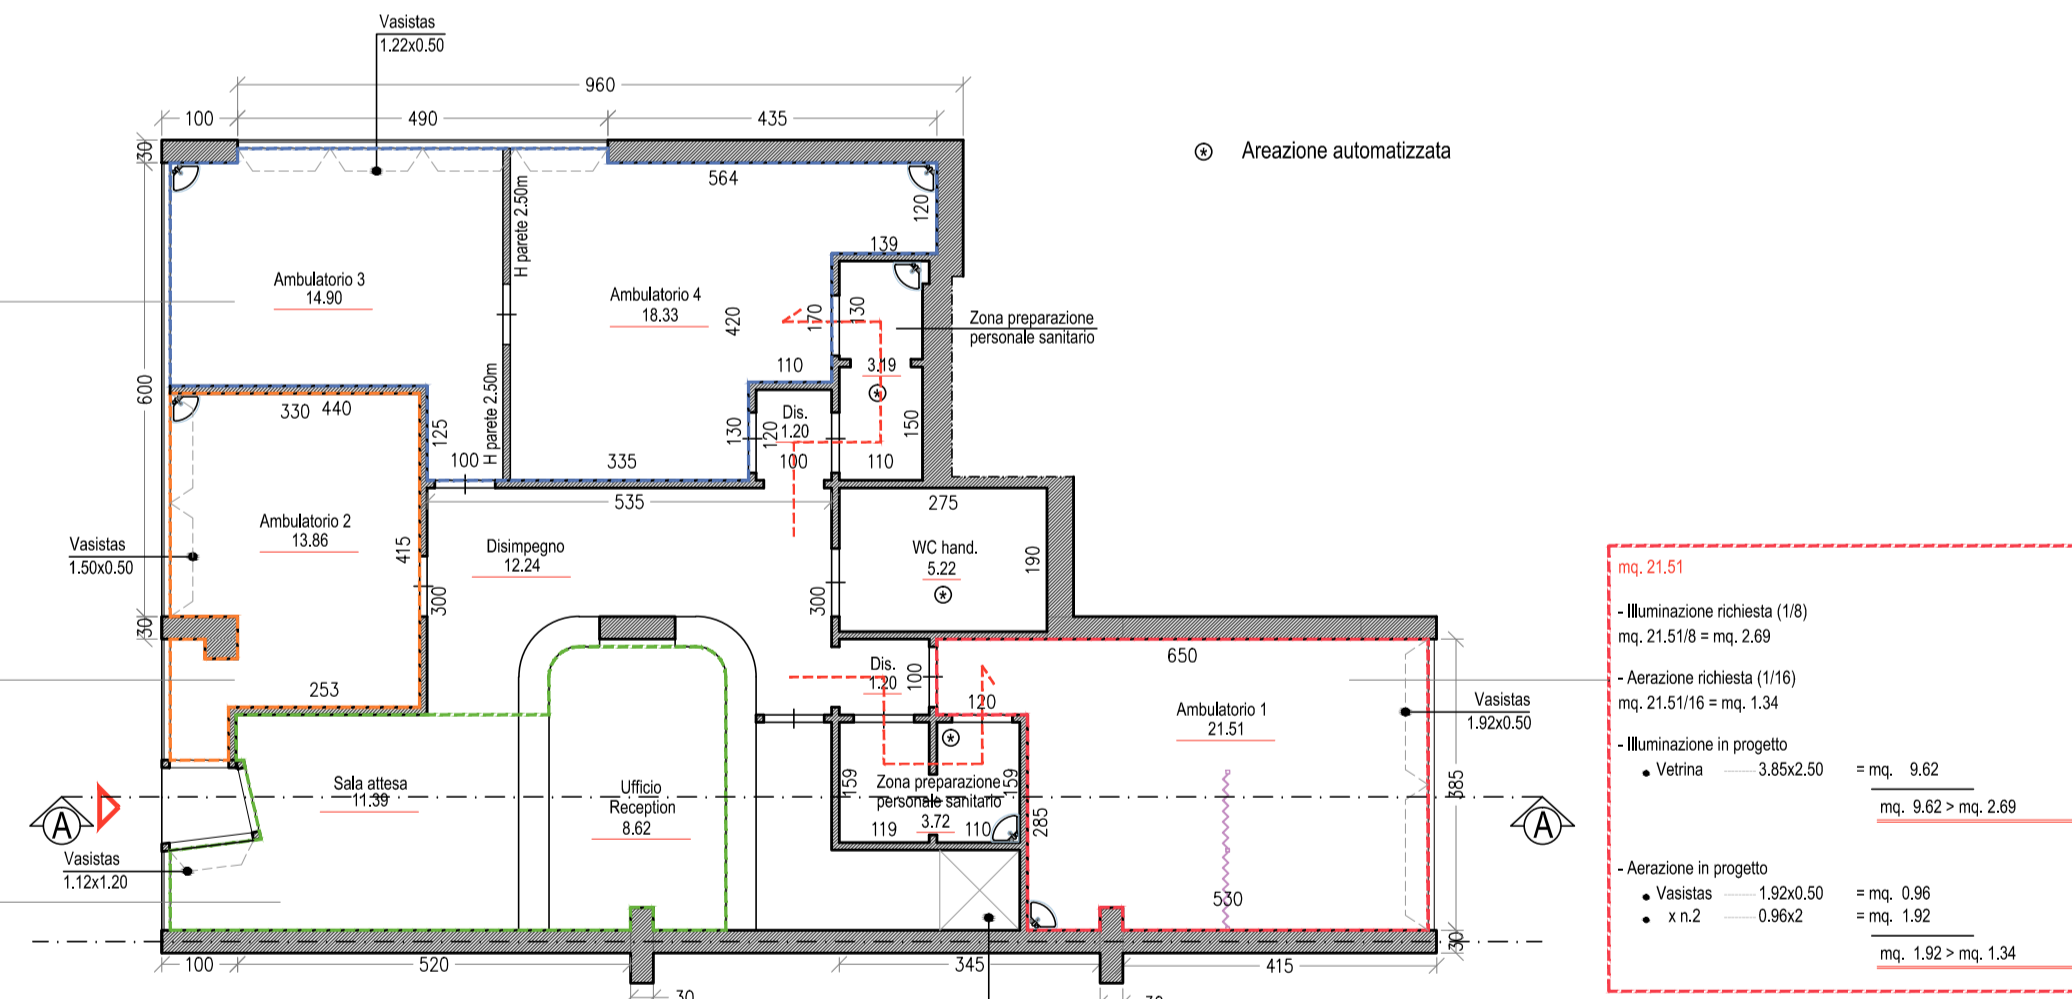 Vasistas
1.22x0.50
960
100
490
435
30
564
120
139
H parete 2.50m
Areazione automatizzata
Ambulatorio 3
14.90
Ambulatorio 4
18.33
420
170
130
Zona preparazione
personale sanitario
110
3.19
600
330
440
125
H parete 2.50m
100
335
130
120
Dis.
1.20
100
110
150
535
275
Ambulatorio 2
13.86
415
Disimpegno
12.24
WC hand.
5.22
190
Vasistas
1.50x0.50
300
300
30
253
Dis.
1.20
100
120
650
Ambulatorio 1
21.51
Vasistas
1.92x0.50
385
Sala attesa
11.39
Ufficio
Reception
8.62
159
Zona preparazione
personale sanitario
3.72
159
119
110
285
530
A
A
Vasistas
1.12x1.20
100
520
30
345
415
30
mq. 21.51
- Illuminazione richiesta (1/8)
mq. 21.51/8 = mq. 2.69
- Aerazione richiesta (1/16)
mq. 21.51/16 = mq. 1.34
- Illuminazione in progetto
Vetrina 3.85x2.50 = mq. 9.62
mq. 9.62 > mq. 2.69
- Aerazione in progetto
Vasistas 1.92x0.50 = mq. 0.96
x n.2 0.96x2 = mq. 1.92
mq. 1.92 > mq. 1.34